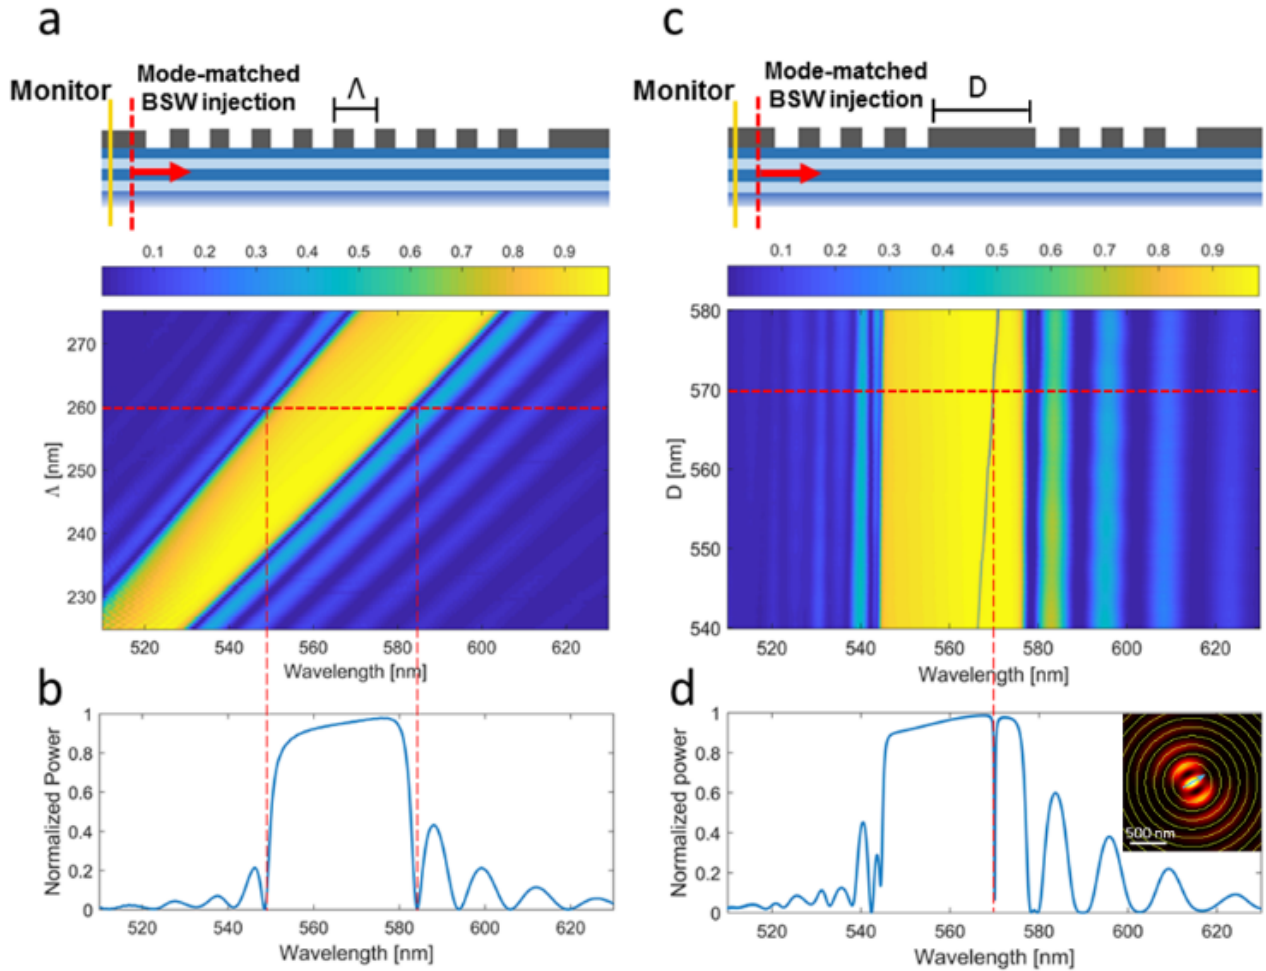 a
Mode-matched
BSW injection
Monitor
Λ
0.1 0.2 0.3 0.4 0.5 0.6 0.7 0.8 0.9
270
260
250
240
230
Λ [nm]
520 540 560 580 600 620
Wavelength [nm]
b
1
0.8
0.6
0.4
0.2
0
Normalized Power
520 540 560 580 600 620
Wavelength [nm]
c
Mode-matched
BSW injection
Monitor
D
0.1 0.2 0.3 0.4 0.5 0.6 0.7 0.8 0.9
580
570
560
550
540
D [nm]
520 540 560 580 600 620
Wavelength [nm]
d
1
0.8
0.6
0.4
0.2
0
Normalized power
500 nm
520 540 560 580 600 620
Wavelength [nm]